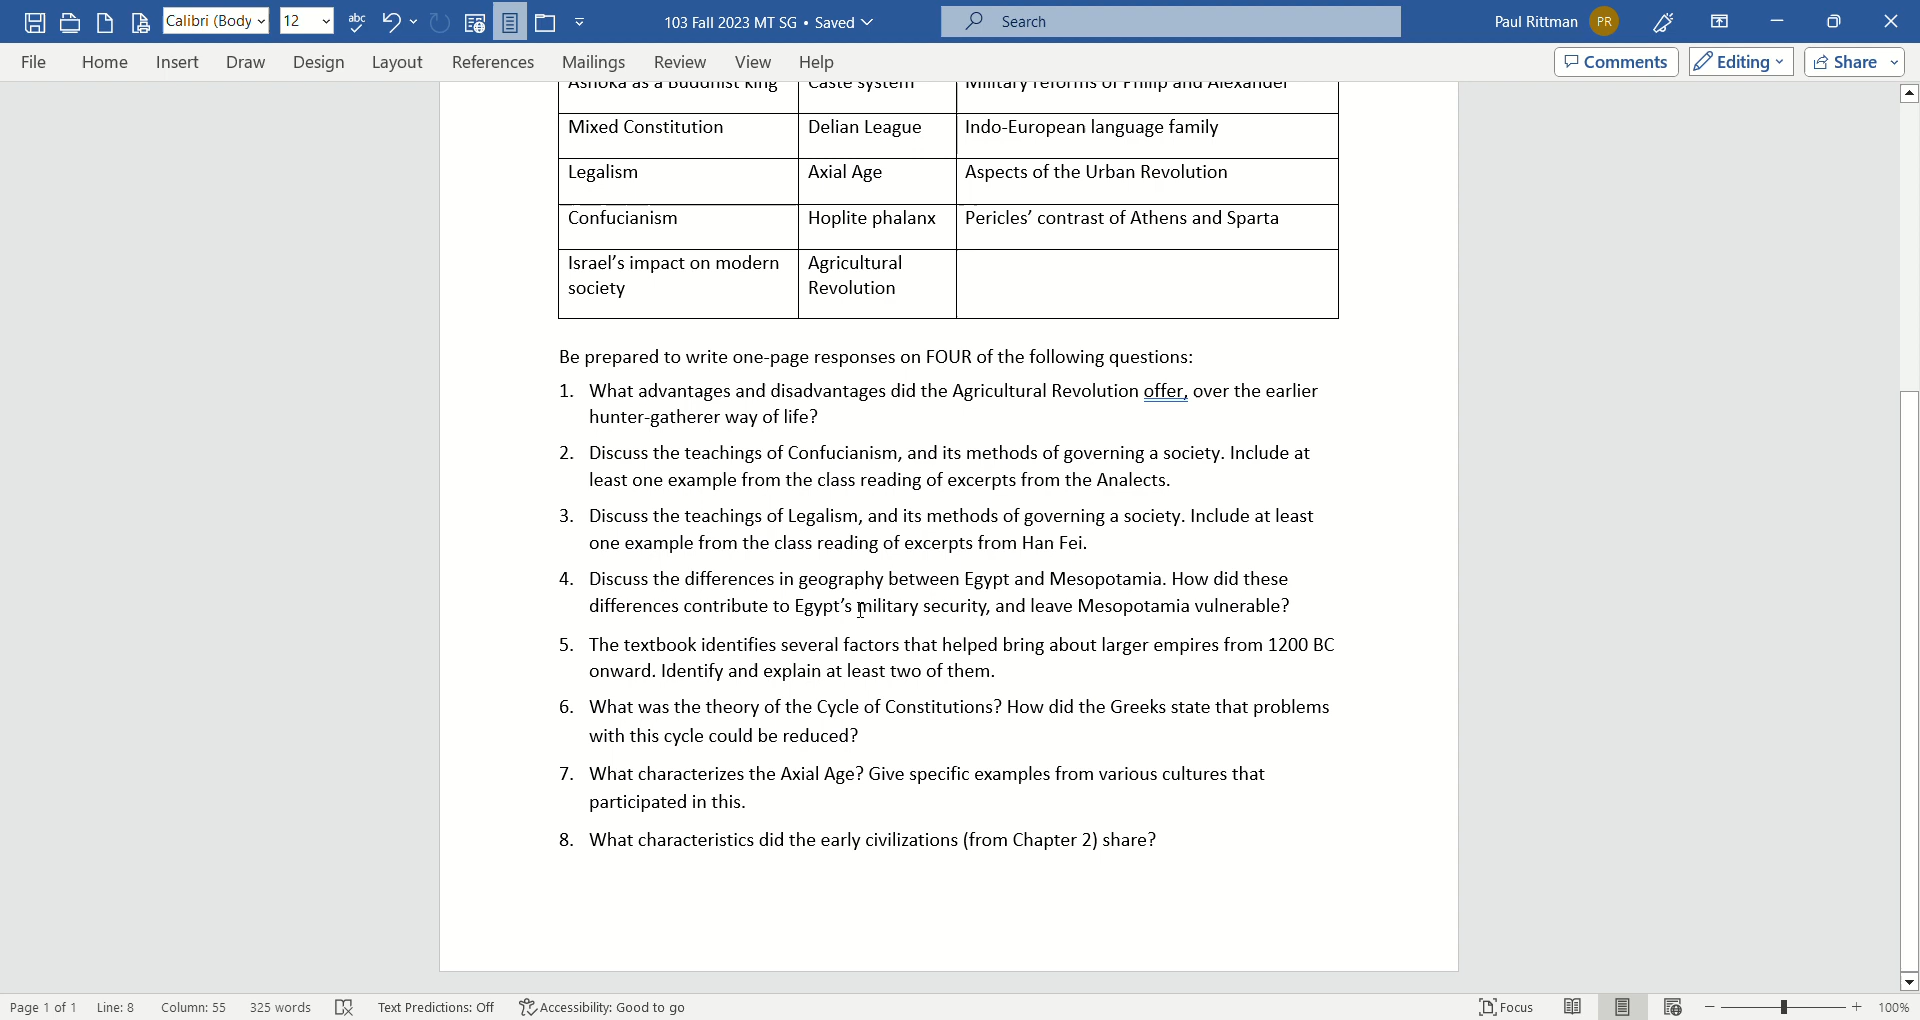 Calibri (Body 12 abc 103 Fall 2023 MT SG • Saved Search Paul Rittman PR
File Home Insert Draw Design Layout References Mailings Review View Help Comments Editing Share
Ashoka as a Buddhist king Caste system Military reforms of Philip and Alexander
Mixed Constitution Delian League Indo-European language family
Legalism Axial Age Aspects of the Urban Revolution
Confucianism Hoplite phalanx Pericles’ contrast of Athens and Sparta
Israel’s impact on modern Agricultural
society Revolution
Be prepared to write one-page responses on FOUR of the following questions:
1. What advantages and disadvantages did the Agricultural Revolution offer, over the earlier
hunter-gatherer way of life?
2. Discuss the teachings of Confucianism, and its methods of governing a society. Include at
least one example from the class reading of excerpts from the Analects.
3. Discuss the teachings of Legalism, and its methods of governing a society. Include at least
one example from the class reading of excerpts from Han Fei.
4. Discuss the differences in geography between Egypt and Mesopotamia. How did these
differences contribute to Egypt’s military security, and leave Mesopotamia vulnerable?
5. The textbook identifies several factors that helped bring about larger empires from 1200 BC
onward. Identify and explain at least two of them.
6. What was the theory of the Cycle of Constitutions? How did the Greeks state that problems
with this cycle could be reduced?
7. What characterizes the Axial Age? Give specific examples from various cultures that
participated in this.
8. What characteristics did the early civilizations (from Chapter 2) share?
Page 1 of 1 Line: 8 Column: 55 325 words Text Predictions: Off Accessibility: Good to go Focus 100%